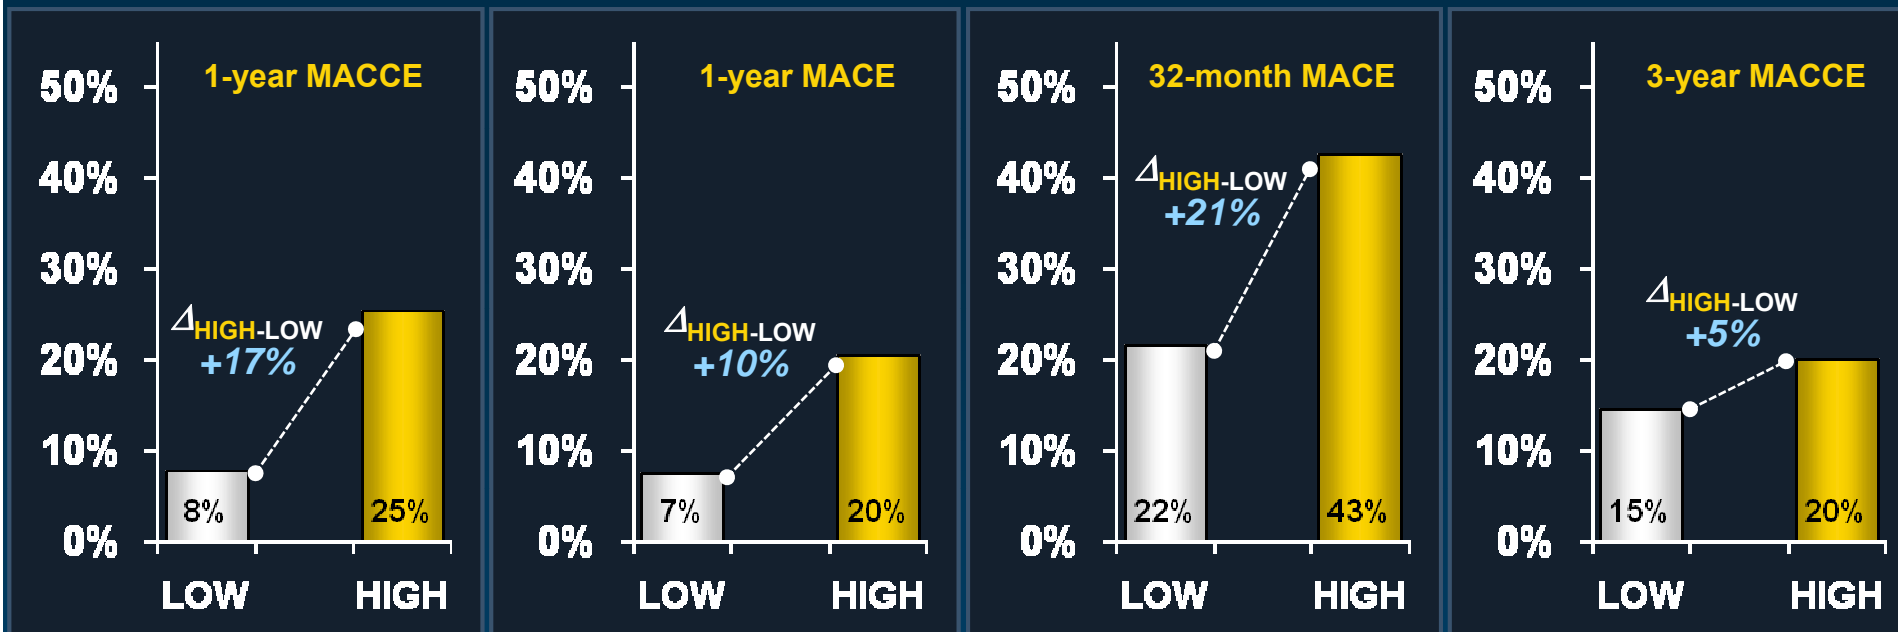 1-year MACCE
50%
40%
30%
20%
10%
0%
ΔHIGH-LOW
+17%
8%
25%
LOW
HIGH
1-year MACE
50%
40%
30%
20%
10%
0%
ΔHIGH-LOW
+10%
7%
20%
LOW
HIGH
32-month MACE
50%
40%
30%
20%
10%
0%
ΔHIGH-LOW
+21%
22%
43%
LOW
HIGH
3-year MACCE
50%
40%
30%
20%
10%
0%
ΔHIGH-LOW
+5%
15%
20%
LOW
HIGH